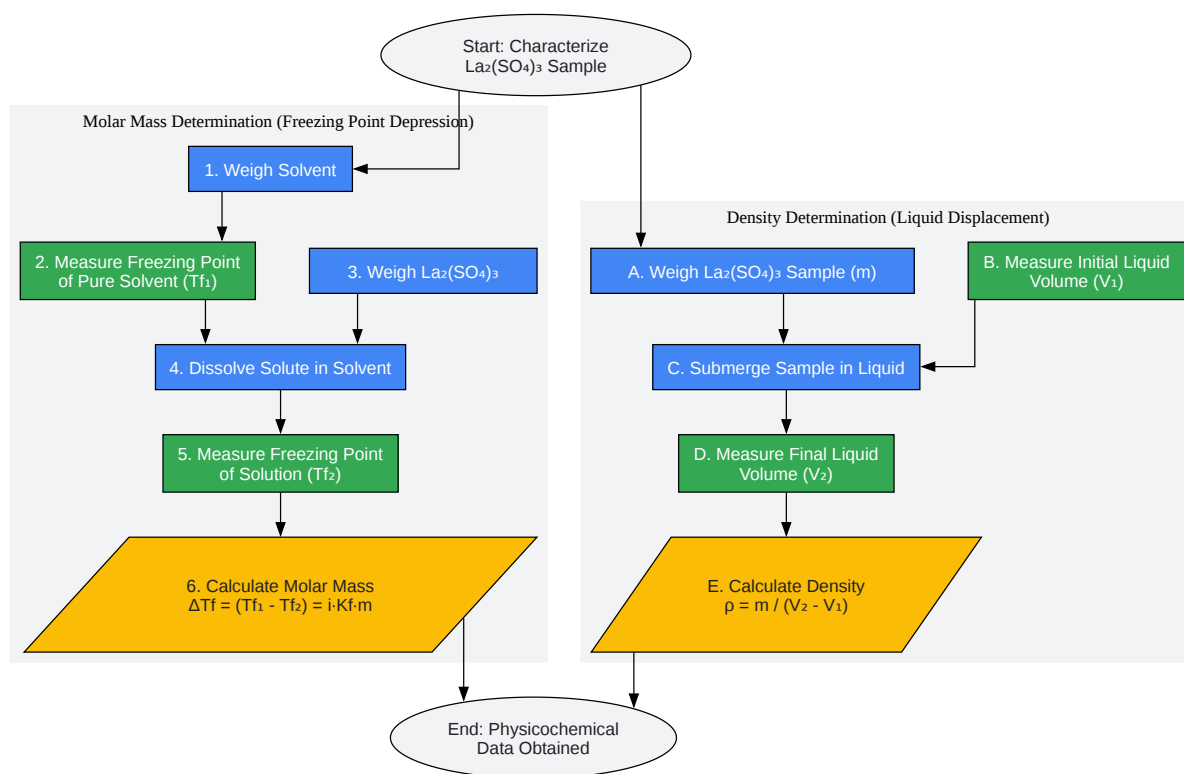 Start: Characterize
La₂(SO₄)₃ Sample
Molar Mass Determination (Freezing Point Depression)
1. Weigh Solvent
2. Measure Freezing Point
of Pure Solvent (Tf₁)
3. Weigh La₂(SO₄)₃
4. Dissolve Solute in Solvent
5. Measure Freezing Point
of Solution (Tf₂)
6. Calculate Molar Mass
ΔTf = (Tf₁ - Tf₂) = i·Kf·m
Density Determination (Liquid Displacement)
A. Weigh La₂(SO₄)₃ Sample (m)
B. Measure Initial Liquid
Volume (V₁)
C. Submerge Sample in Liquid
D. Measure Final Liquid
Volume (V₂)
E. Calculate Density
ρ = m / (V₂ - V₁)
End: Physicochemical
Data Obtained